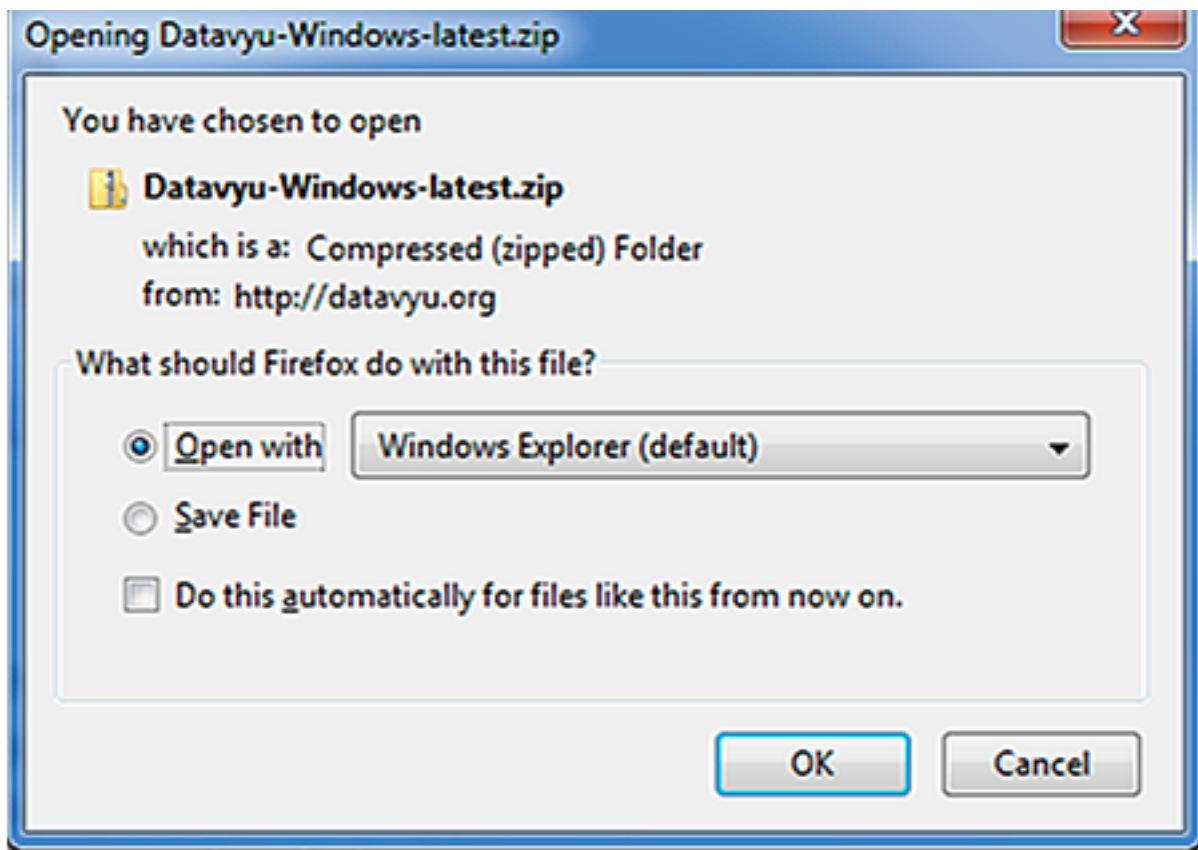 Opening Datavyu-Windows-latest.zip
You have chosen to open
Datavyu-Windows-latest.zip
which is a: Compressed (zipped) Folder
from: http://datavyu.org
What should Firefox do with this file?
Open with Windows Explorer (default)
Save File
Do this automatically for files like this from now on.
OK Cancel